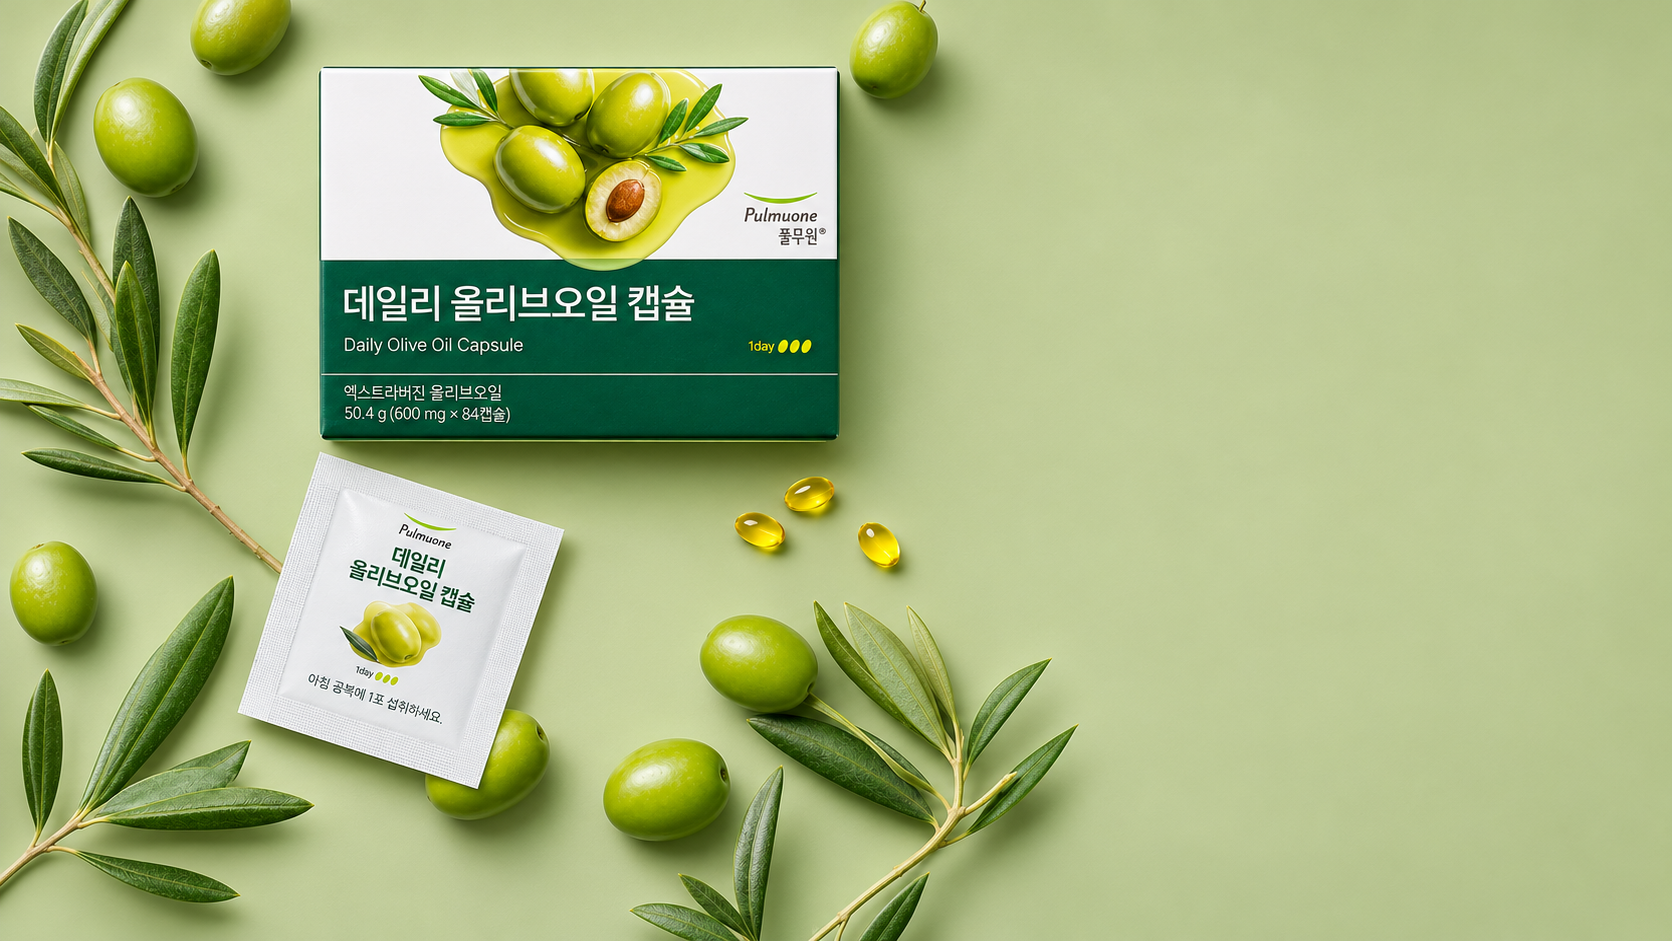 Pulmuone
풀무원®
데일리 올리브오일 캡슐
Daily Olive Oil Capsule
1day
엑스트라버진 올리브오일
50.4 g (600 mg × 84캡슐)
Pulmuone
데일리
올리브오일 캡슐
1day
아침 공복에 1포 섭취하세요.